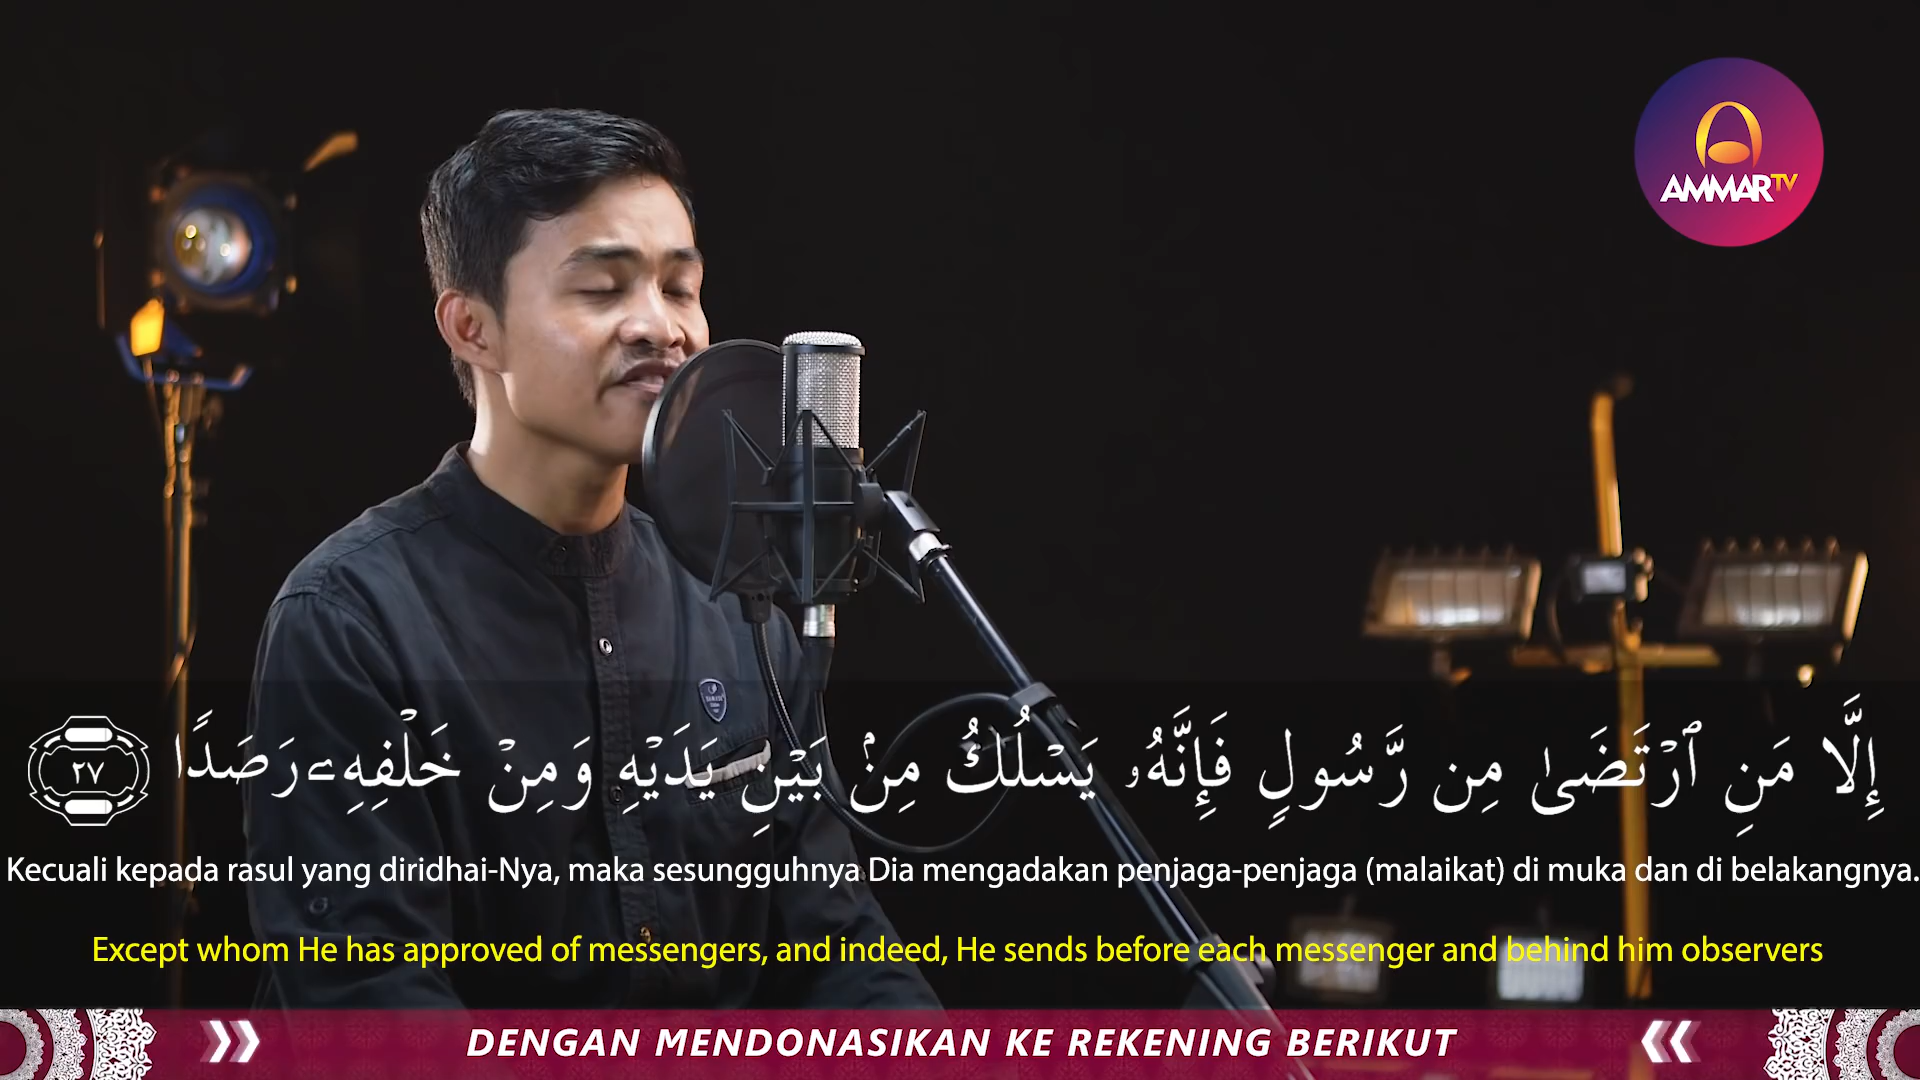 AMMARTV
إِلَّا مَنِ ٱرْتَضَىٰ مِن رَّسُولٍ فَإِنَّهُۥ يَسْلُكُ مِنۢ بَيْنِ يَدَيْهِ وَمِنْ خَلْفِهِۦ رَصَدًا ٢٧
Kecuali kepada rasul yang diridhai-Nya, maka sesungguhnya Dia mengadakan penjaga-penjaga (malaikat) di muka dan di belakangnya.
Except whom He has approved of messengers, and indeed, He sends before each messenger and behind him observers
DENGAN MENDONASIKAN KE REKENING BERIKUT